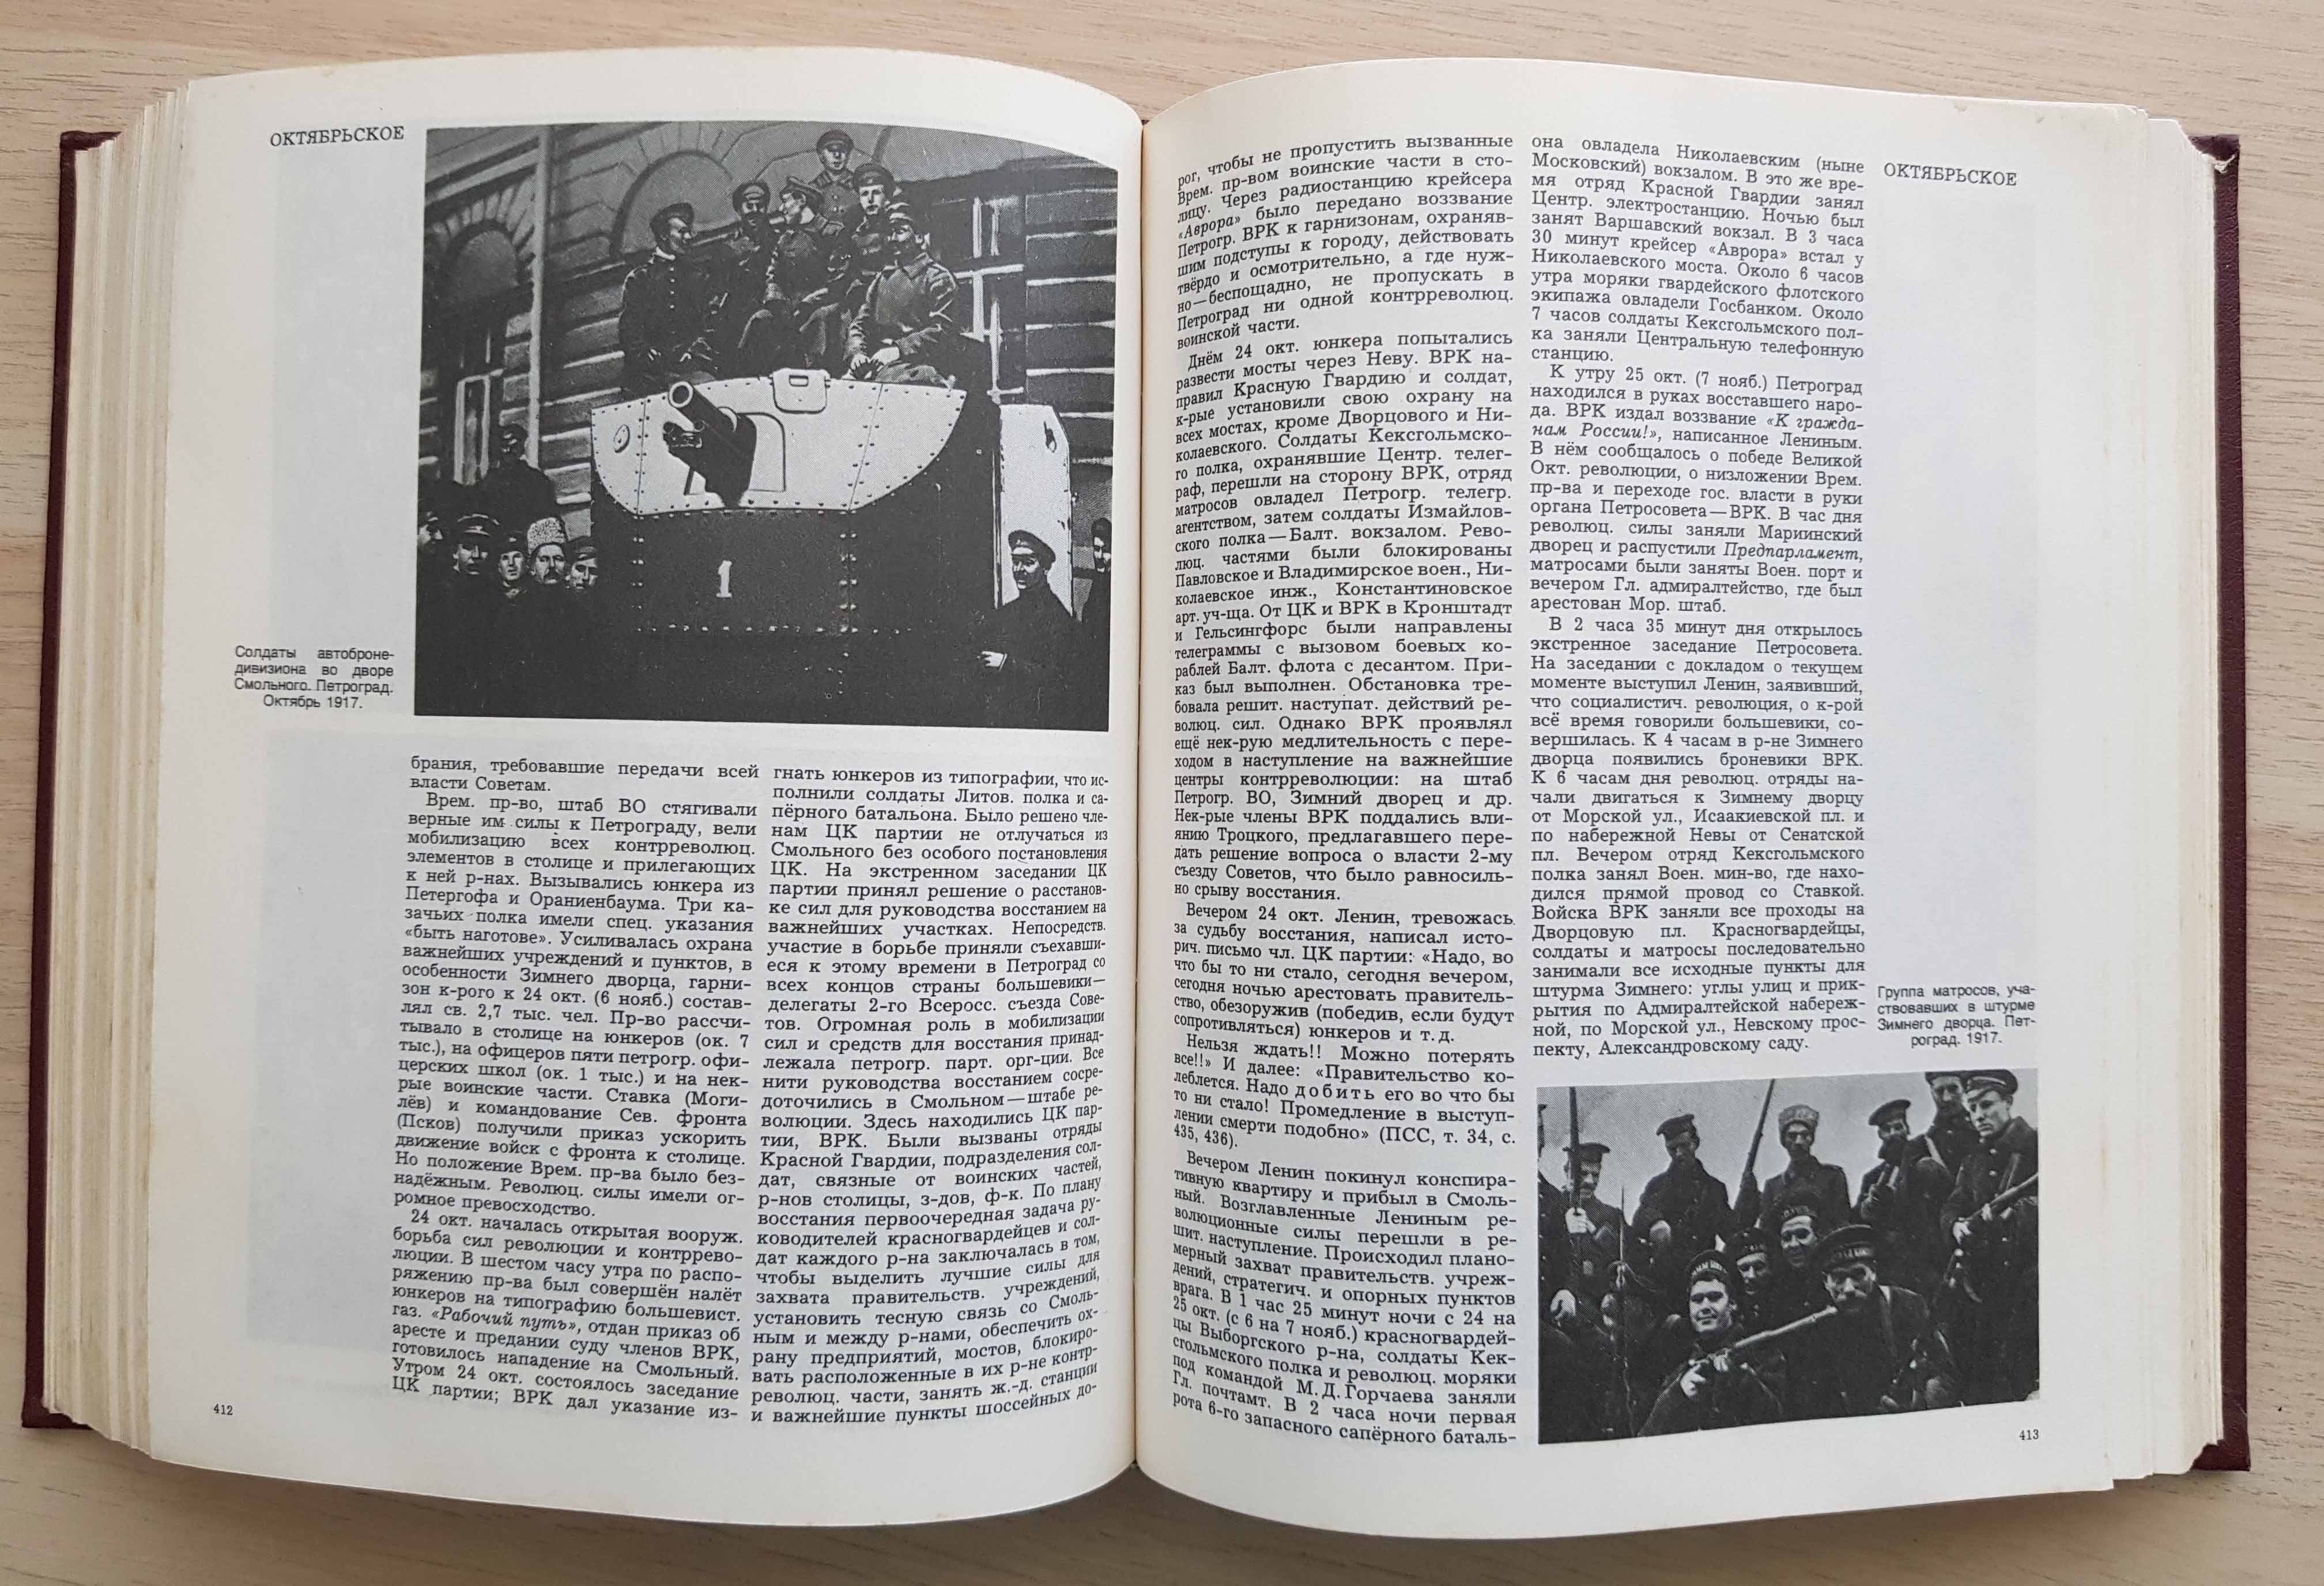 ОКТЯБРЬСКОЕ
Солдаты автоброне-
дивизиона во дворе
Смольного. Петроград.
Октябрь 1917.
1
брания, требовавшие передачи всей
власти Советам.
Врем. пр-во, штаб ВО стягивали
верные им силы к Петрограду, вели
мобилизацию всех контрреволюц.
элементов в столице и прилегающих
к ней р-нах. Вызывались юнкера из
Петергофа и Ораниенбаума. Три ка-
зачьих полка имели спец. указания
«быть наготове». Усиливалась охрана
важнейших учреждений и пунктов, в
особенности Зимнего дворца, гарни-
зон к-рого к 24 окт. (6 нояб.) состав-
лял св. 2,7 тыс. чел. Пр-во рассчи-
тывало в столице на юнкеров (ок. 7
тыс.), на офицеров пяти петрогр. офи-
церских школ (ок. 1 тыс.) и на нек-
рые воинские части. Ставка (Моги-
лёв) и командование Сев. фронта
(Псков) получили приказ ускорить
движение войск с фронта к столице.
Но положение Врем. пр-ва было без-
надёжным. Революц. силы имели ог-
ромное превосходство.
24 окт. началась открытая вооруж.
борьба сил революции и контррево-
люции. В шестом часу утра по распо-
ряжению пр-ва был совершён налёт
юнкеров на типографию большевист.
газ. «Рабочий путь», отдан приказ об
аресте и предании суду членов ВРК,
готовилось нападение на Смольный.
Утром 24 окт. состоялось заседание
ЦК партии; ВРК дал указание из-
гнать юнкеров из типографии, что ис-
полнили солдаты Литов. полка и са-
пёрного батальона. Было решено чле-
нам ЦК партии не отлучаться из
Смольного без особого постановления
ЦК. На экстренном заседании ЦК
партии принял решение о расстанов-
ке сил для руководства восстанием на
важнейших участках. Непосредств.
участие в борьбе приняли съехавши-
еся к этому времени в Петроград со
всех концов страны большевики—
делегаты 2-го Всеросс. съезда Сове-
тов. Огромная роль в мобилизации
сил и средств для восстания принад-
лежала петрогр. парт. орг-ции. Все
нити руководства восстанием сосре-
доточились в Смольном—штабе ре-
волюции. Здесь находились ЦК пар-
тии, ВРК. Были вызваны отряды
Красной Гвардии, подразделения сол-
дат, связные от воинских частей,
р-нов столицы, з-дов, ф-к. По плану
восстания первоочередная задача ру-
ководителей красногвардейцев и сол-
дат каждого р-на заключалась в том,
чтобы выделить лучшие силы для
захвата правительств. учреждений,
установить тесную связь со Смоль-
ным и между р-нами, обеспечить ох-
рану предприятий, мостов, блокиро-
вать расположенные в их р-не контр-
революц. части, занять ж.-д. станции
и важнейшие пункты шоссейных до-
412
рог, чтобы не пропустить вызванные
Врем. пр-вом воинские части в сто-
лицу. Через радиостанцию крейсера
«Аврора» было передано воззвание
Петрогр. ВРК к гарнизонам, охраняв-
шим подступы к городу, действовать
твёрдо и осмотрительно, а где нуж-
но—беспощадно, не пропускать в
Петроград ни одной контрреволюц.
воинской части.
Днём 24 окт. юнкера попытались
развести мосты через Неву. ВРК на-
правил Красную Гвардию и солдат,
к-рые установили свою охрану на
всех мостах, кроме Дворцового и Ни-
колаевского. Солдаты Кексгольмско-
го полка, охранявшие Центр. телег-
раф, перешли на сторону ВРК, отряд
матросов овладел Петрогр. телегр.
агентством, затем солдаты Измайлов-
ского полка—Балт. вокзалом. Рево-
люц. частями были блокированы
Павловское и Владимирское воен., Ни-
колаевское инж., Константиновское
арт. уч-ща. От ЦК и ВРК в Кронштадт
и Гельсингфорс были направлены
телеграммы с вызовом боевых ко-
раблей Балт. флота с десантом. При-
каз был выполнен. Обстановка тре-
бовала решит. наступат. действий ре-
волюц. сил. Однако ВРК проявлял
ещё нек-рую медлительность с пере-
ходом в наступление на важнейшие
центры контрреволюции: на штаб
Петрогр. ВО, Зимний дворец и др.
Нек-рые члены ВРК поддались вли-
янию Троцкого, предлагавшего пере-
дать решение вопроса о власти 2-му
съезду Советов, что было равносиль-
но срыву восстания.
Вечером 24 окт. Ленин, тревожась
за судьбу восстания, написал исто-
рич. письмо чл. ЦК партии: «Надо, во
что бы то ни стало, сегодня вечером,
сегодня ночью арестовать правитель-
ство, обезоружив (победив, если будут
сопротивляться) юнкеров и т. д.
Нельзя ждать!! Можно потерять
все!!» И далее: «Правительство ко-
леблется. Надо добить его во что бы
то ни стало! Промедление в выступ-
лении смерти подобно» (ПСС, т. 34, с.
435, 436).
Вечером Ленин покинул конспира-
тивную квартиру и прибыл в Смоль-
ный. Возглавленные Лениным ре-
волюционные силы перешли в ре-
шит. наступление. Происходил плано-
мерный захват правительств. учреж-
дений, стратегич. и опорных пунктов
врага. В 1 час 25 минут ночи с 24 на
25 окт. (с 6 на 7 нояб.) красногвардей-
цы Выборгского р-на, солдаты Кек-
сгольмского полка и революц. моряки
под командой М. Д. Горчаева заняли
Гл. почтамт. В 2 часа ночи первая
рота 6-го запасного сапёрного баталь-
она овладела Николаевским (ныне
Московский) вокзалом. В это же вре-
мя отряд Красной Гвардии занял
Центр. электростанцию. Ночью был
занят Варшавский вокзал. В 3 часа
30 минут крейсер «Аврора» встал у
Николаевского моста. Около 6 часов
утра моряки гвардейского флотского
экипажа овладели Госбанком. Около
7 часов солдаты Кексгольмского пол-
ка заняли Центральную телефонную
станцию.
К утру 25 окт. (7 нояб.) Петроград
находился в руках восставшего наро-
да. ВРК издал воззвание «К гражда-
нам России!», написанное Лениным.
В нём сообщалось о победе Великой
Окт. революции, о низложении Врем.
пр-ва и переходе гос. власти в руки
органа Петросовета—ВРК. В час дня
революц. силы заняли Мариинский
дворец и распустили Предпарламент,
матросами были заняты Воен. порт и
вечером Гл. адмиралтейство, где был
арестован Мор. штаб.
В 2 часа 35 минут дня открылось
экстренное заседание Петросовета.
На заседании с докладом о текущем
моменте выступил Ленин, заявивший,
что социалистич. революция, о к-рой
всё время говорили большевики, со-
вершилась. К 4 часам в р-не Зимнего
дворца появились броневики ВРК.
К 6 часам дня революц. отряды на-
чали двигаться к Зимнему дворцу
от Морской ул., Исаакиевской пл. и
по набережной Невы от Сенатской
пл. Вечером отряд Кексгольмского
полка занял Воен. мин-во, где нахо-
дился прямой провод со Ставкой.
Войска ВРК заняли все проходы на
Дворцовую пл. Красногвардейцы,
солдаты и матросы последовательно
занимали все исходные пункты для
штурма Зимнего: углы улиц и прик-
рытия по Адмиралтейской набереж-
ной, по Морской ул., Невскому прос-
пекту, Александровскому саду.
ОКТЯБРЬСКОЕ
Группа матросов, уча-
ствовавших в штурме
Зимнего дворца. Пет-
роград. 1917.
413